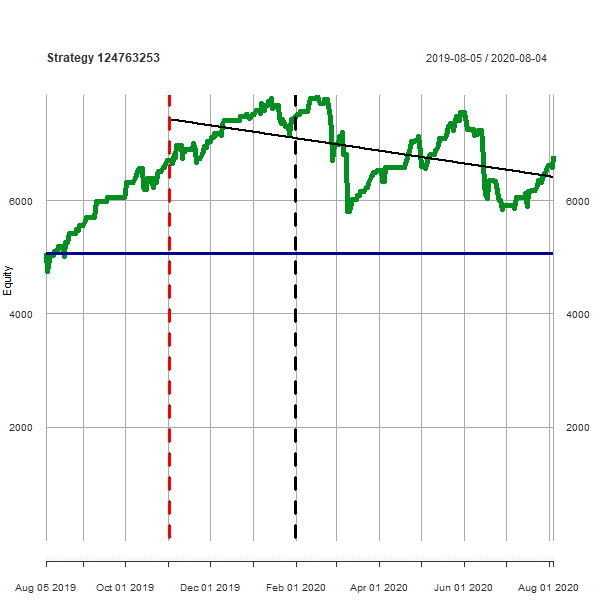 Strategy 124763253
2019-08-05 / 2020-08-04
Equity
6000
6000
4000
4000
2000
2000
Aug 05 2019
Oct 01 2019
Dec 01 2019
Feb 01 2020
Apr 01 2020
Jun 01 2020
Aug 01 2020